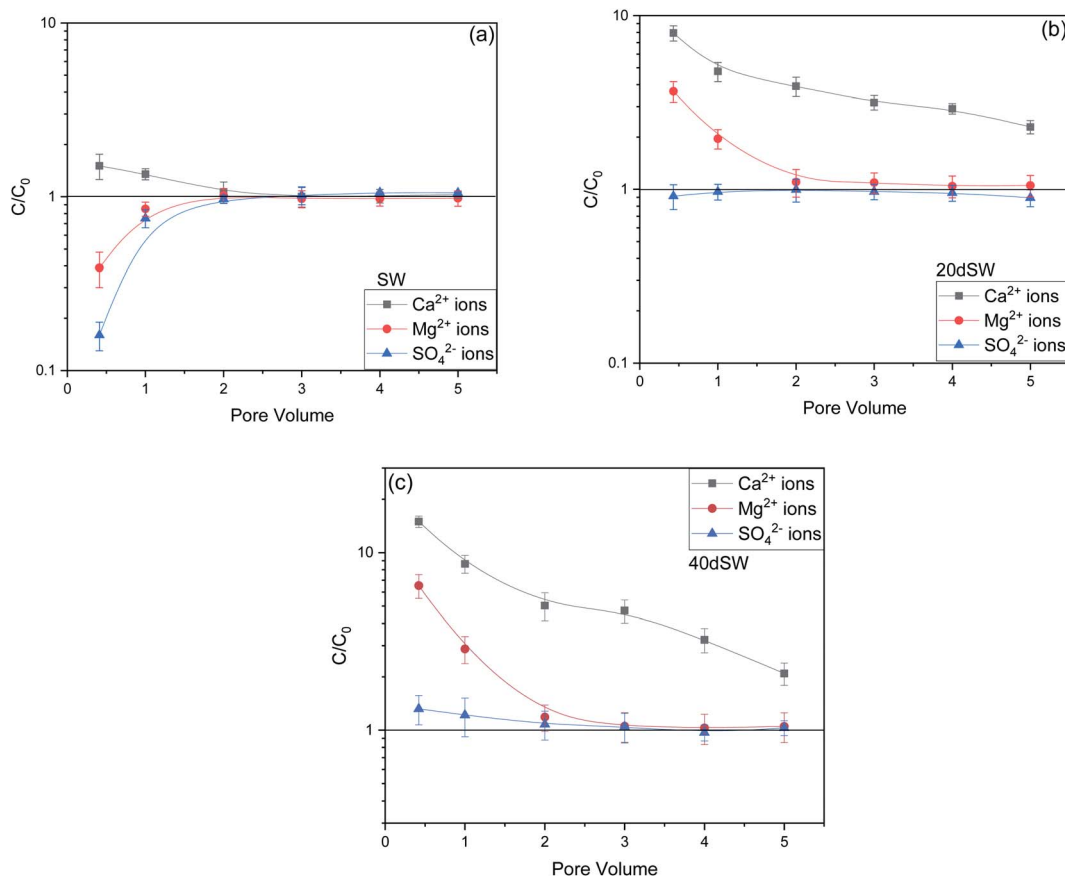 (a)
10
1
0.1
C/C₀
0 1 2 3 4 5
Pore Volume
SW
Ca²⁺ ions
Mg²⁺ ions
SO₄²⁻ ions
(b)
10
1
0.1
C/C₀
0 1 2 3 4 5
Pore Volume
20dSW
Ca²⁺ ions
Mg²⁺ ions
SO₄²⁻ ions
(c)
10
1
C/C₀
0 1 2 3 4 5
Pore Volume
Ca²⁺ ions
Mg²⁺ ions
SO₄²⁻ ions
40dSW